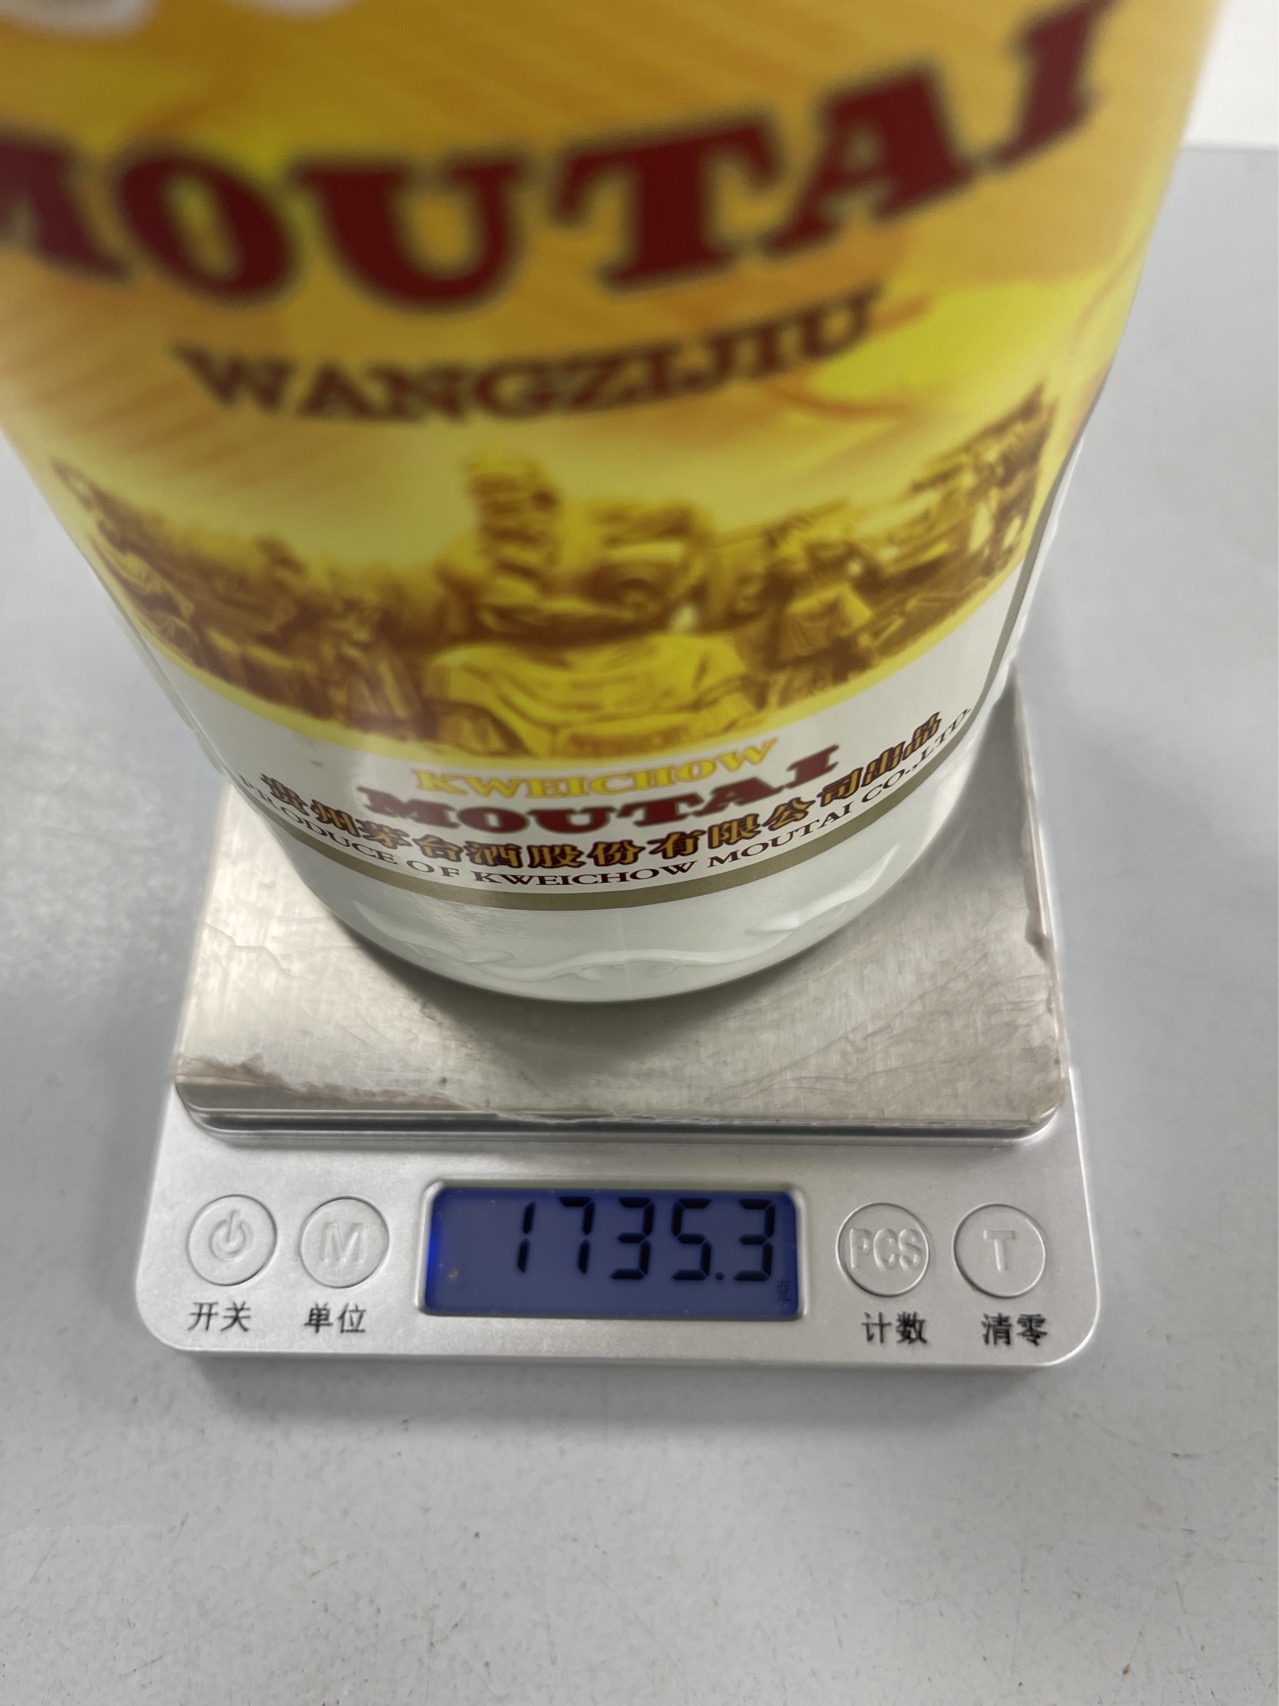 MOUTAI
WANGZIJIU
KWEICHOW
MOUTAI
贵州茅台酒股份有限公司出品
PRODUCE OF KWEICHOW MOUTAI CO.,LTD.
1735.3
M
PCS
T
开关
单位
计数
清零